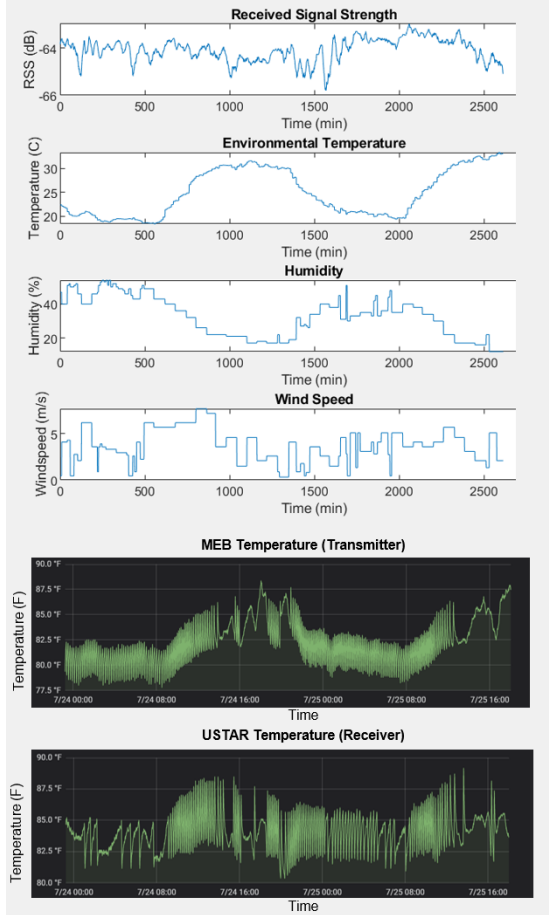 Received Signal Strength
RSS (dB)
-64
-66
0 500 1000 1500 2000 2500
Time (min)
Environmental Temperature
Temperature (C)
30
25
20
0 500 1000 1500 2000 2500
Time (min)
Humidity
Humidity (%)
40
20
0 500 1000 1500 2000 2500
Time (min)
Wind Speed
Windspeed (m/s)
5
0
0 500 1000 1500 2000 2500
Time (min)
MEB Temperature (Transmitter)
Temperature (F)
90.0 °F
87.5 °F
85.0 °F
82.5 °F
80.0 °F
77.5 °F
7/24 00:00 7/24 08:00 7/24 16:00 7/25 00:00 7/25 08:00 7/25 16:00
Time
USTAR Temperature (Receiver)
Temperature (F)
90.0 °F
87.5 °F
85.0 °F
82.5 °F
80.0 °F
7/24 00:00 7/24 08:00 7/24 16:00 7/25 00:00 7/25 08:00 7/25 16:00
Time